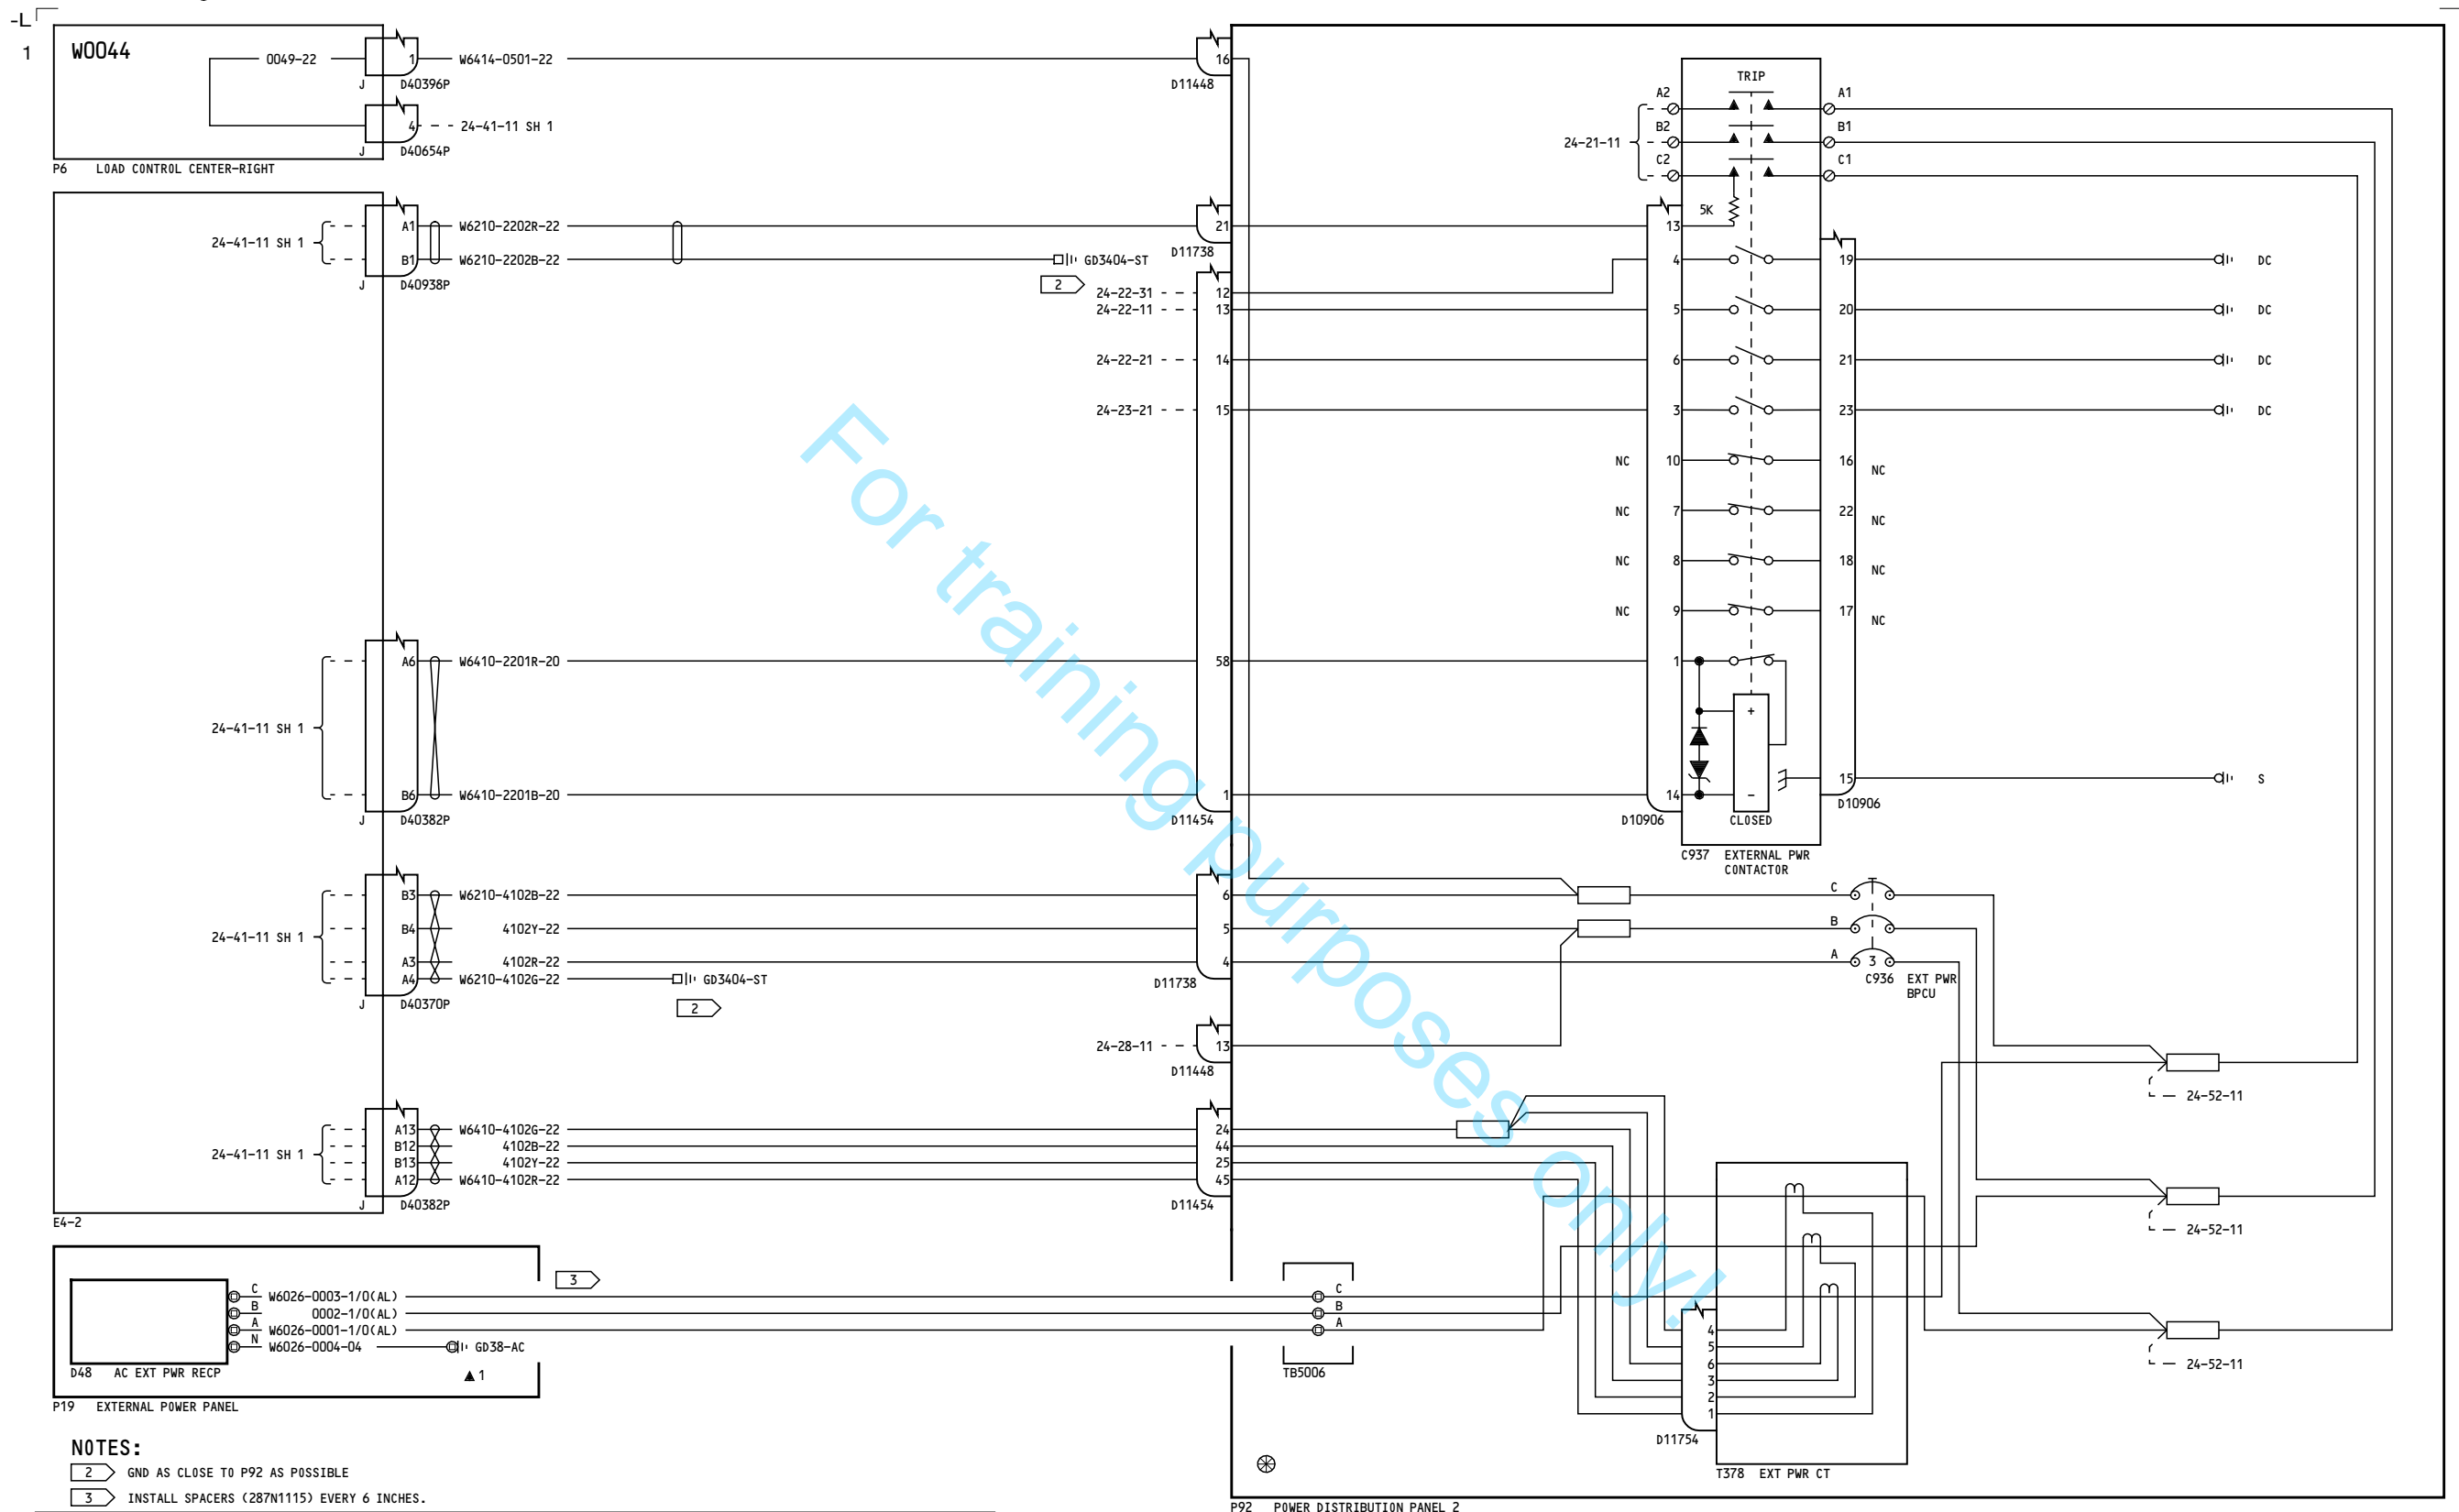 -L
1
W0044
0049-22
1
W6414-0501-22
J
D40396P
4
24-41-11 SH 1
J
D40654P
P6 LOAD CONTROL CENTER-RIGHT
16
D11448
TRIP
A2
A1
B2
B1
24-21-11
C2
C1
5K
24-41-11 SH 1
A1
W6210-2202R-22
B1
W6210-2202B-22
J
D40938P
GD3404-ST
2
21
D11738
13
24-22-31
12
4
19
DC
24-22-11
13
5
20
DC
24-22-21
14
6
21
DC
24-23-21
15
3
23
DC
NC
10
16
NC
NC
7
22
NC
NC
8
18
NC
NC
9
17
NC
24-41-11 SH 1
A6
W6410-2201R-20
58
1
+
15
S
B6
W6410-2201B-20
1
14
-
J
D40382P
D11454
D10906
CLOSED
D10906
C937 EXTERNAL PWR
CONTACTOR
24-41-11 SH 1
B3
W6210-4102B-22
6
C
B4
4102Y-22
5
B
A3
4102R-22
4
A
3
A4
W6210-4102G-22
GD3404-ST
J
D40370P
2
D11738
C936 EXT PWR
BPCU
24-28-11
13
D11448
24-52-11
24-41-11 SH 1
A13
W6410-4102G-22
24
B12
4102B-22
44
B13
4102Y-22
25
A12
W6410-4102R-22
45
J
D40382P
D11454
24-52-11
E4-2
3
C
W6026-0003-1/0(AL)
C
B
0002-1/0(AL)
B
A
W6026-0001-1/0(AL)
A
N
W6026-0004-04
GD38-AC
D48 AC EXT PWR RECP
1
TB5006
P19 EXTERNAL POWER PANEL
4
5
6
3
2
1
D11754
24-52-11
T378 EXT PWR CT
NOTES:
2 GND AS CLOSE TO P92 AS POSSIBLE
3 INSTALL SPACERS (287N1115) EVERY 6 INCHES.
P92 POWER DISTRIBUTION PANEL 2
For training purposes only!